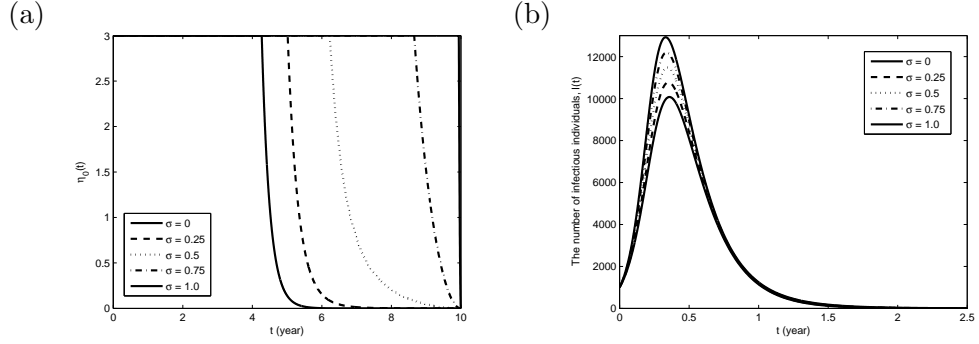 (a)
3
2.5
2
1.5
1
0.5
0
η₀(t)
σ = 0
σ = 0.25
σ = 0.5
σ = 0.75
σ = 1.0
0 2 4 6 8 10
t (year)
(b)
12000
10000
8000
6000
4000
2000
0
The number of infectious individuals, I(t)
σ = 0
σ = 0.25
σ = 0.5
σ = 0.75
σ = 1.0
0 0.5 1 1.5 2 2.5
t (year)